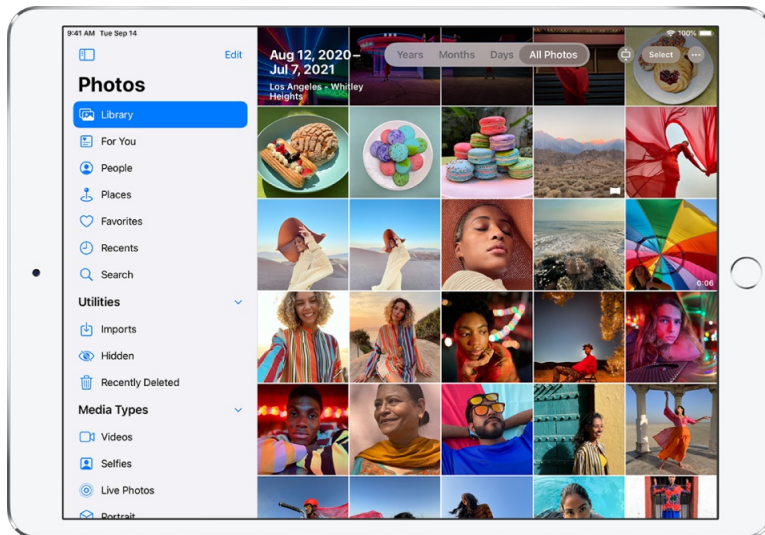 9:41 AM Tue Sep 14
100%
Edit
Photos
Library
For You
People
Places
Favorites
Recents
Search
Utilities
Imports
Hidden
Recently Deleted
Media Types
Videos
Selfies
Live Photos
Portrait
Aug 12, 2020–
Jul 7, 2021
Los Angeles - Whitley
Heights
Years Months Days All Photos
Select
0:06